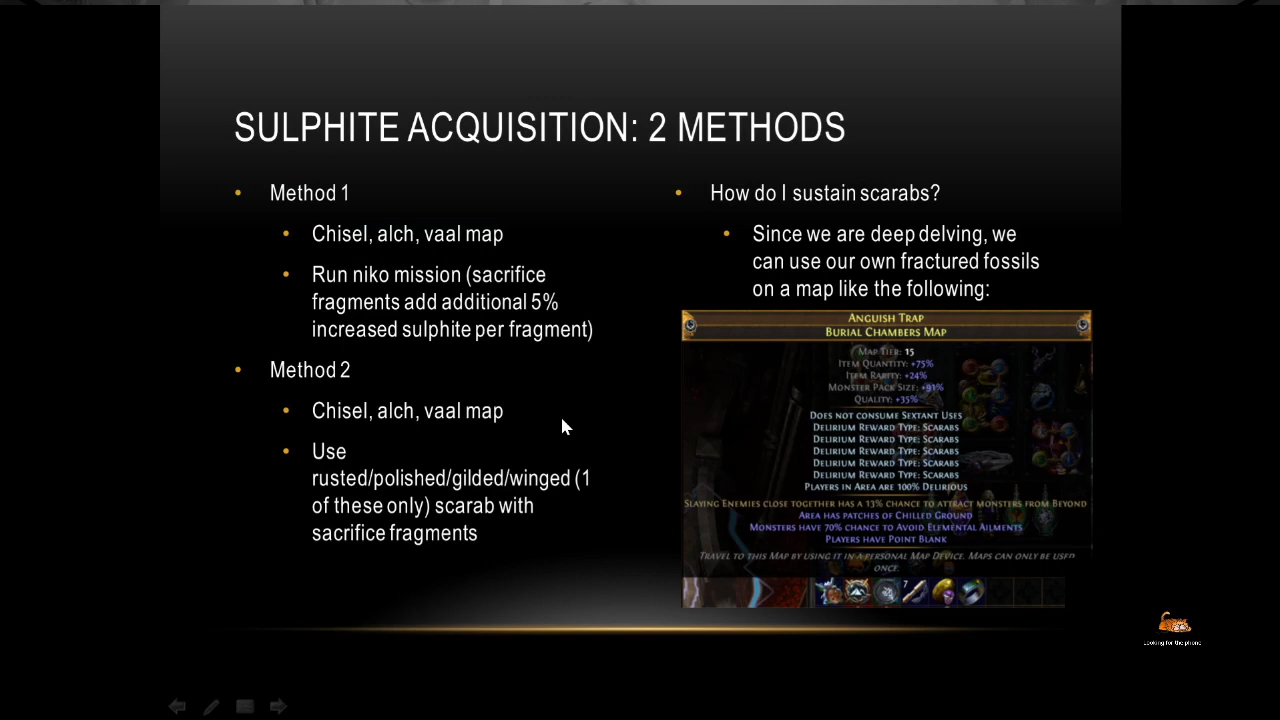 SULPHITE ACQUISITION: 2 METHODS
Method 1
Chisel, alch, vaal map
Run niko mission (sacrifice
fragments add additional 5%
increased sulphite per fragment)
Method 2
Chisel, alch, vaal map
Use
rusted/polished/gilded/winged (1
of these only) scarab with
sacrifice fragments
How do I sustain scarabs?
Since we are deep delving, we
can use our own fractured fossils
on a map like the following:
ANGUISH TRAP
BURIAL CHAMBERS MAP
MAP TIER: 15
ITEM QUANTITY: +75%
ITEM RARITY: +24%
MONSTER PACK SIZE: +91%
QUALITY: +35%
DOES NOT CONSUME SEXTANT USES
DELIRIUM REWARD TYPE: SCARABS
DELIRIUM REWARD TYPE: SCARABS
DELIRIUM REWARD TYPE: SCARABS
DELIRIUM REWARD TYPE: SCARABS
DELIRIUM REWARD TYPE: SCARABS
PLAYERS IN AREA ARE 100% DELIRIOUS
SLAYING ENEMIES CLOSE TOGETHER HAS A 13% CHANCE TO ATTRACT MONSTERS FROM BEYOND
AREA HAS PATCHES OF CHILLED GROUND
MONSTERS HAVE 70% CHANCE TO AVOID ELEMENTAL AILMENTS
PLAYERS HAVE POINT BLANK
TRAVEL TO THIS MAP BY USING IT IN A PERSONAL MAP DEVICE. MAPS CAN ONLY BE USED
ONCE.
7
Looking for the phone